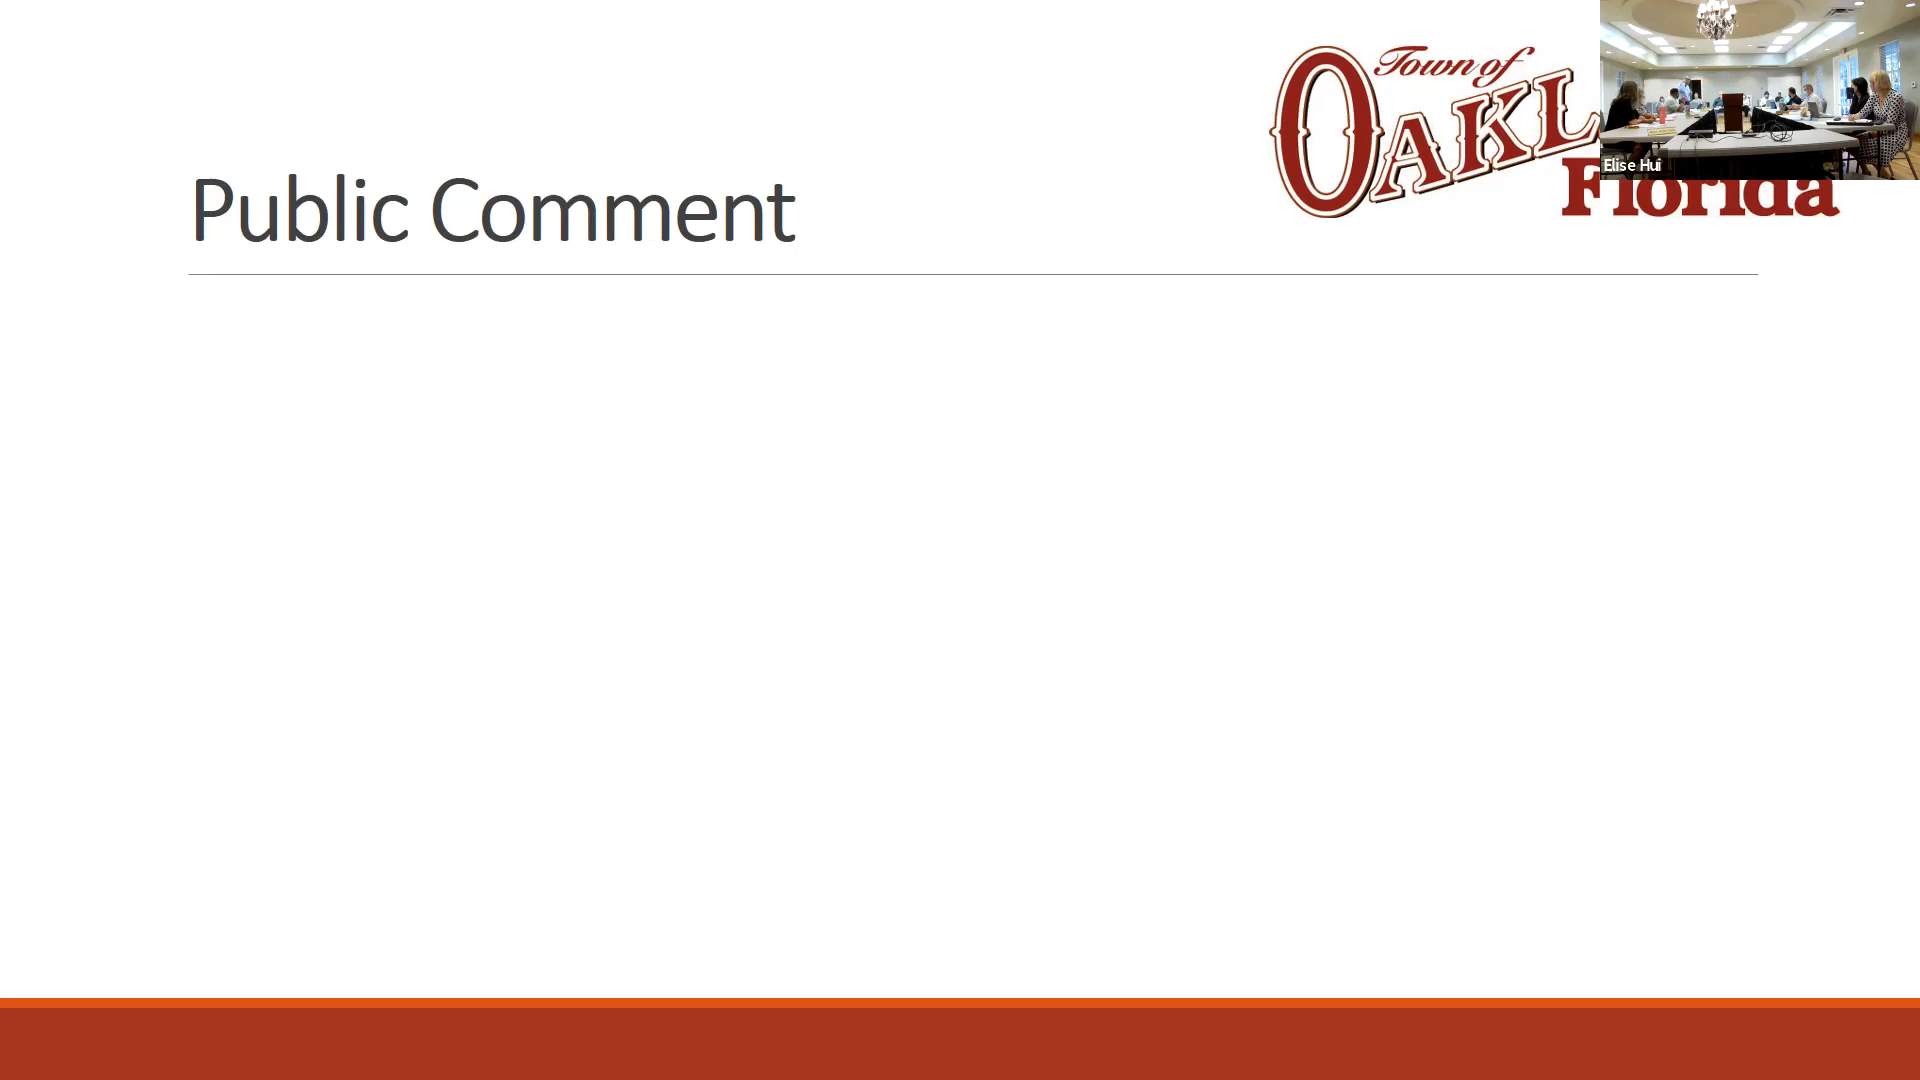 Town of
OAKL
Florida
Elise Hui
Public Comment